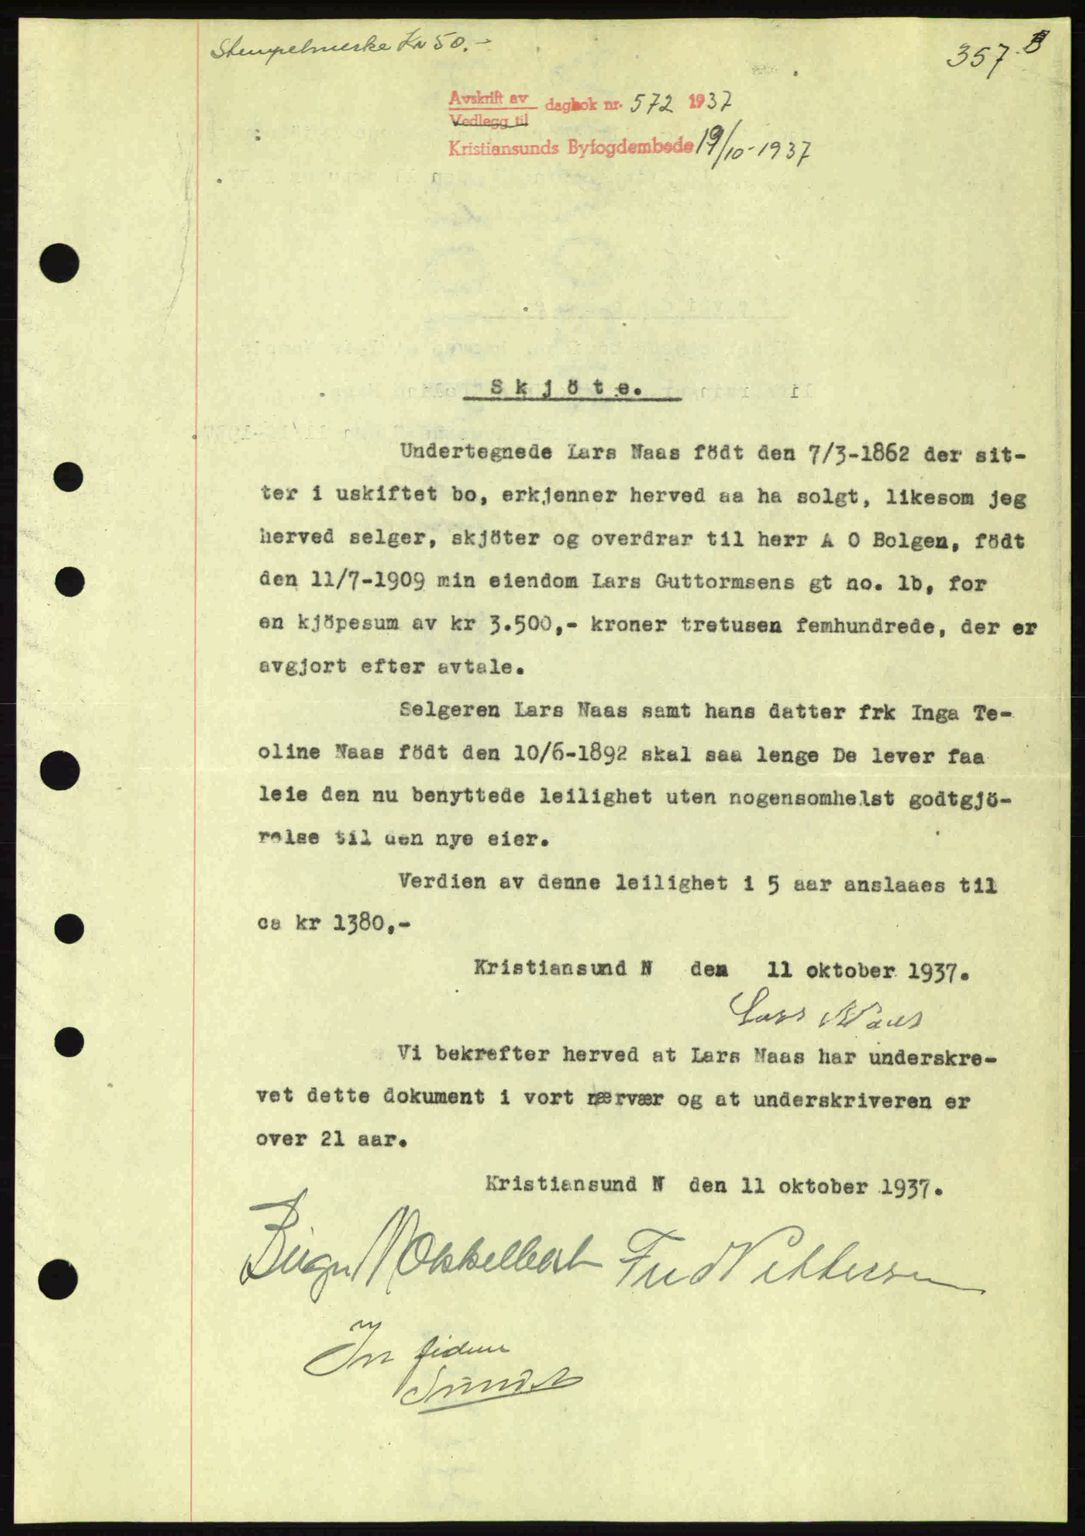 Stempelmerke Kr 50.-
357 B
Avskrift av
Vedlegg til
dagbok nr. 572 1937
Kristiansunds Byfogdembede 19/10-1937
Skjöte.
Undertegnede Lars Naas födt den 7/3-1862 der sit-
ter i uskiftet bo, erkjenner herved aa ha solgt, likesom jeg
herved selger, skjöter og overdrar til herr A O Bolgen, födt
den 11/7-1909 min eiendom Lars Guttormsens gt no. 1b, for
en kjöpesum av kr 3.500,- kroner tretusen femhundrede, der er
avgjort efter avtale.
Selgeren Lars Naas samt hans datter frk Inga Te-
oline Naas födt den 10/6-1892 skal saa lenge De lever faa
leie den nu benyttede leilighet uten nogensomhelst godtgjö-
relse til den nye eier.
Verdien av denne leilighet i 5 aar anslaaes til
ca kr 1380,-
Kristiansund N den 11 oktober 1937.
Lars Naas
Vi bekrefter herved at Lars Naas har underskre-
vet dette dokument i vort nærvær og at underskriveren er
over 21 aar.
Kristiansund N den 11 oktober 1937.
In fidem